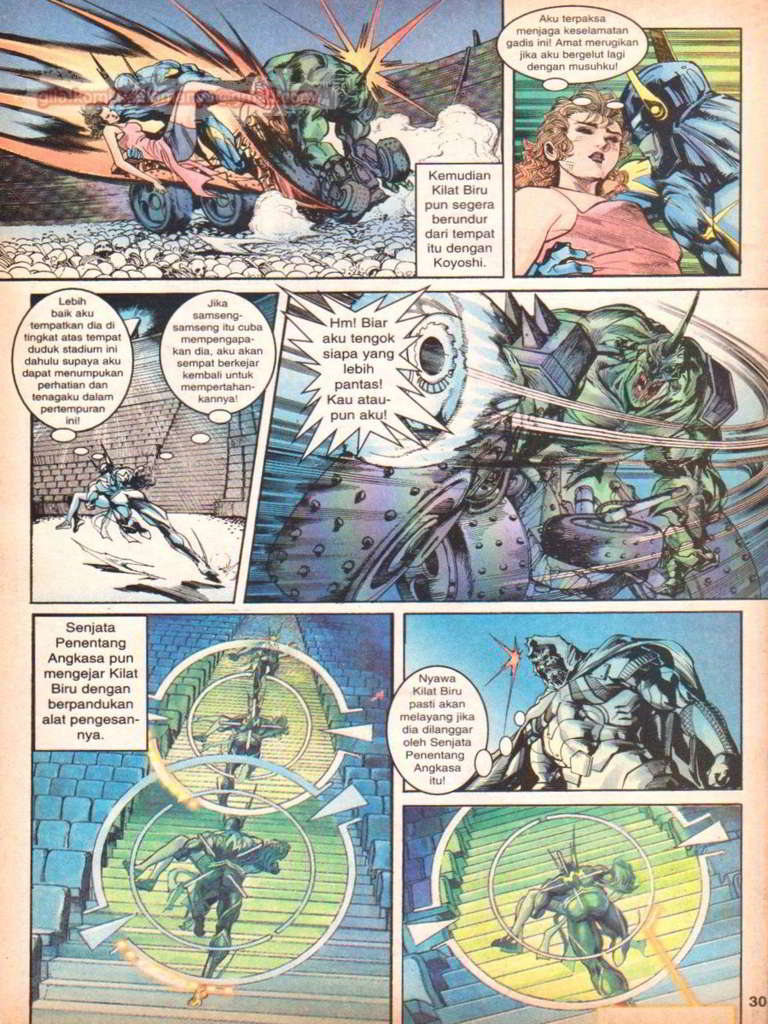 Kemudian
Kilat Biru
pun segera
berundur
dari tempat
itu dengan
Koyoshi.
Aku terpaksa
menjaga keselamatan
gadis ini! Amat merugikan
jika aku bergelut lagi
dengan musuhku!
Lebih
baik aku
tempatkan dia di
tingkat atas tempat
duduk stadium ini
dahulu supaya aku
dapat menumpukan
perhatian dan
tenagaku dalam
pertempuran
ini!
Jika
samseng-
samseng itu cuba
mempengapa-
kan dia, aku akan
sempat berkejar
kembali untuk
mempertahan-
kannya!
Hm! Biar
aku tengok
siapa yang
lebih
pantas!
Kau atau-
pun aku!
Senjata
Penentang
Angkasa pun
mengejar Kilat
Biru dengan
berpandukan
alat pengesan-
nya.
Nyawa
Kilat Biru
pasti akan
melayang jika
dia dilanggar
oleh Senjata
Penentang
Angkasa
itu!
30